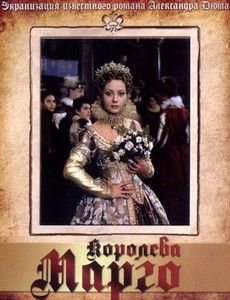 Экранизация известного романа Александра Дюма
Королева
Марго